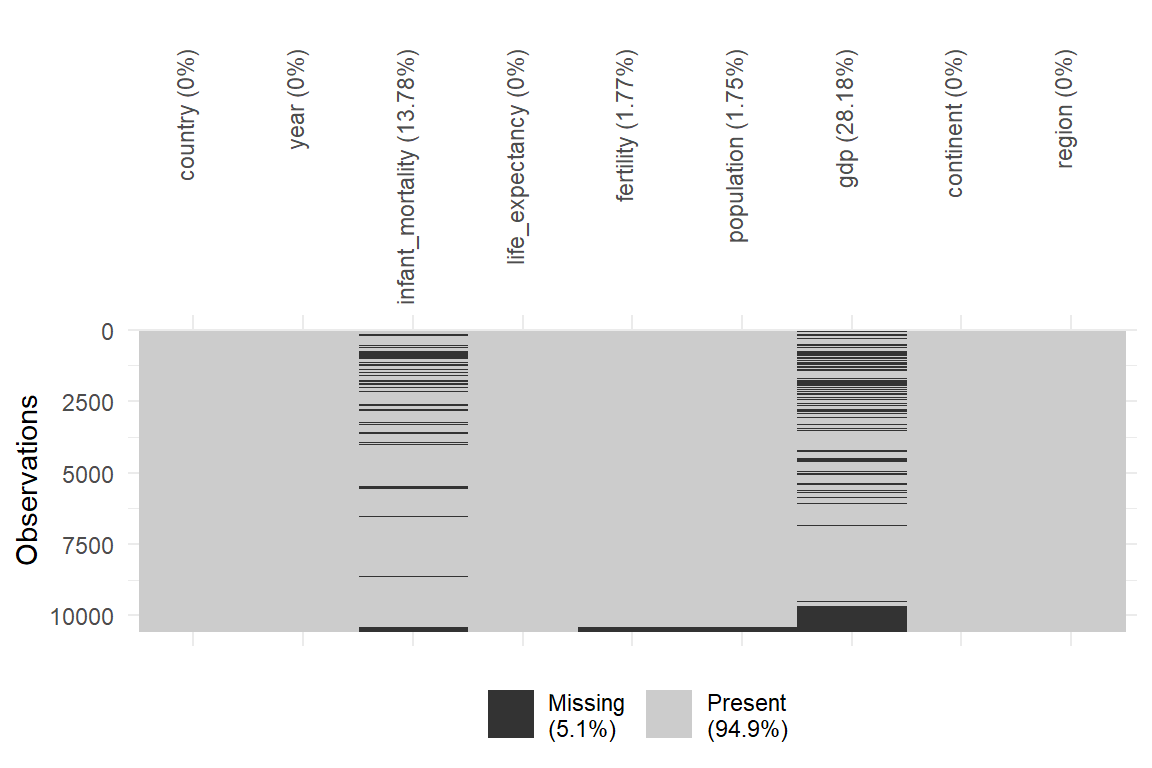 country (0%)
year (0%)
infant_mortality (13.78%)
life_expectancy (0%)
fertility (1.77%)
population (1.75%)
gdp (28.18%)
continent (0%)
region (0%)
Observations
0
2500
5000
7500
10000
Missing
(5.1%)
Present
(94.9%)